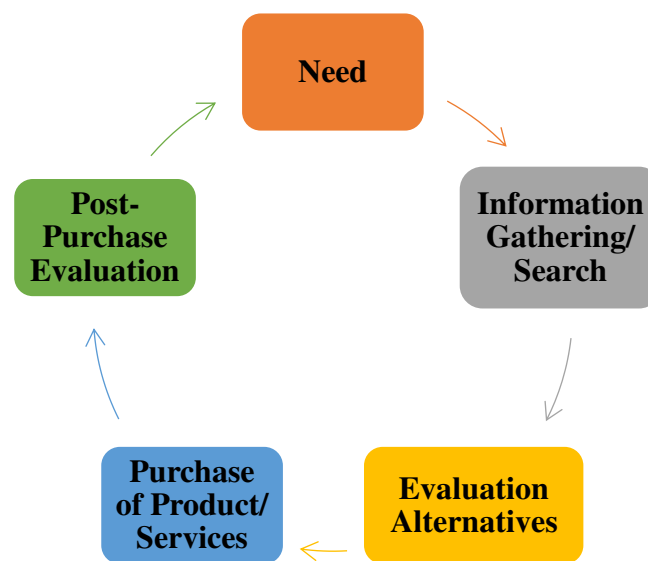 Need
Information
Gathering/
Search
Evaluation
Alternatives
Purchase
of Product/
Services
Post-
Purchase
Evaluation